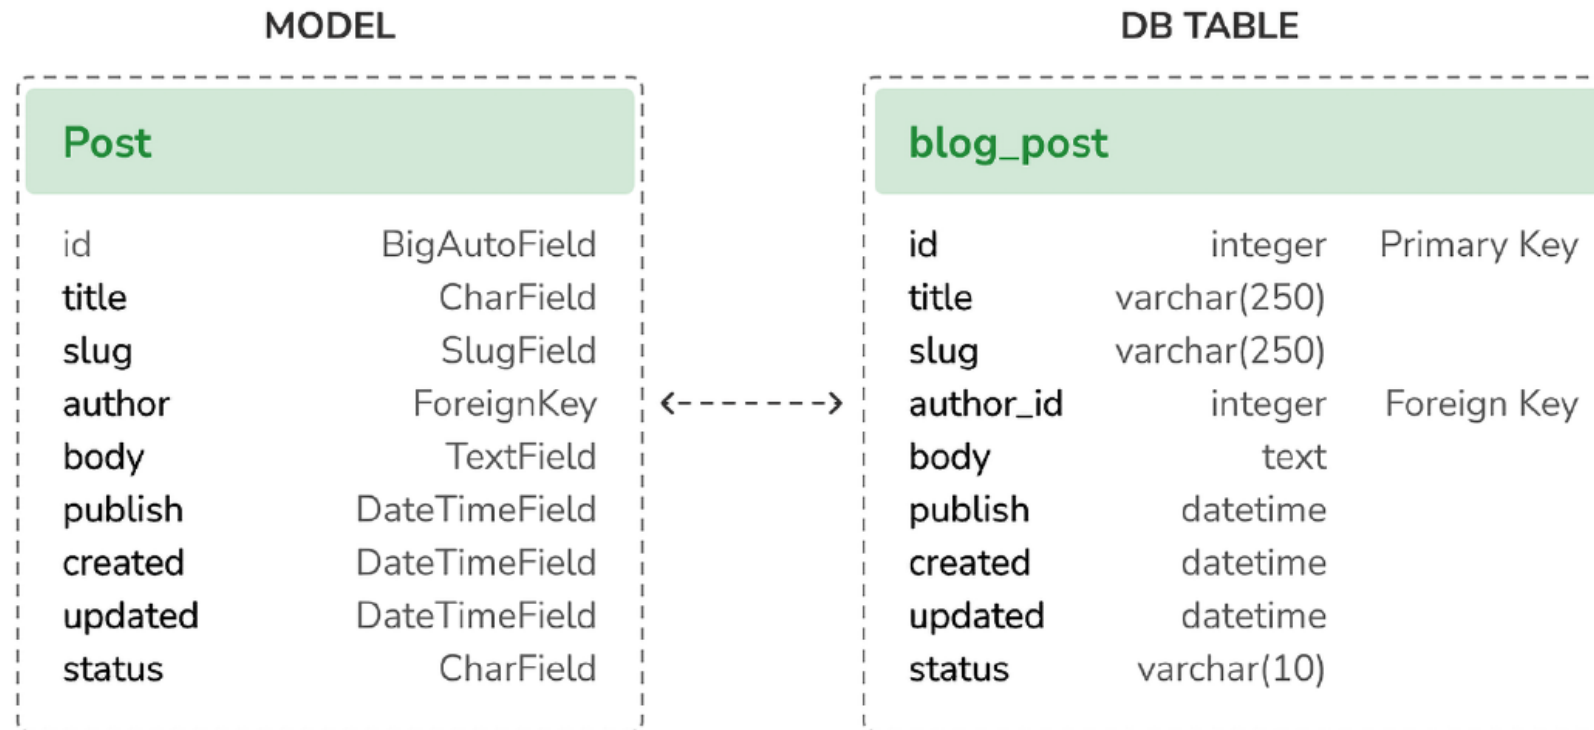 MODEL
Post
id BigAutoField
title CharField
slug SlugField
author ForeignKey
body TextField
publish DateTimeField
created DateTimeField
updated DateTimeField
status CharField
DB TABLE
blog_post
id integer Primary Key
title varchar(250)
slug varchar(250)
author_id integer Foreign Key
body text
publish datetime
created datetime
updated datetime
status varchar(10)